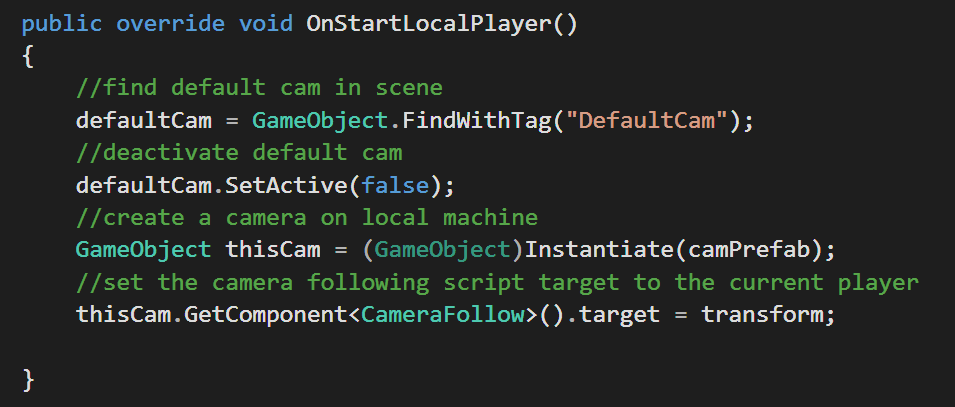 public override void OnStartLocalPlayer()
{
    //find default cam in scene
    defaultCam = GameObject.FindWithTag("DefaultCam");
    //deactivate default cam
    defaultCam.SetActive(false);
    //create a camera on local machine
    GameObject thisCam = (GameObject)Instantiate(camPrefab);
    //set the camera following script target to the current player
    thisCam.GetComponent<CameraFollow>().target = transform;
}